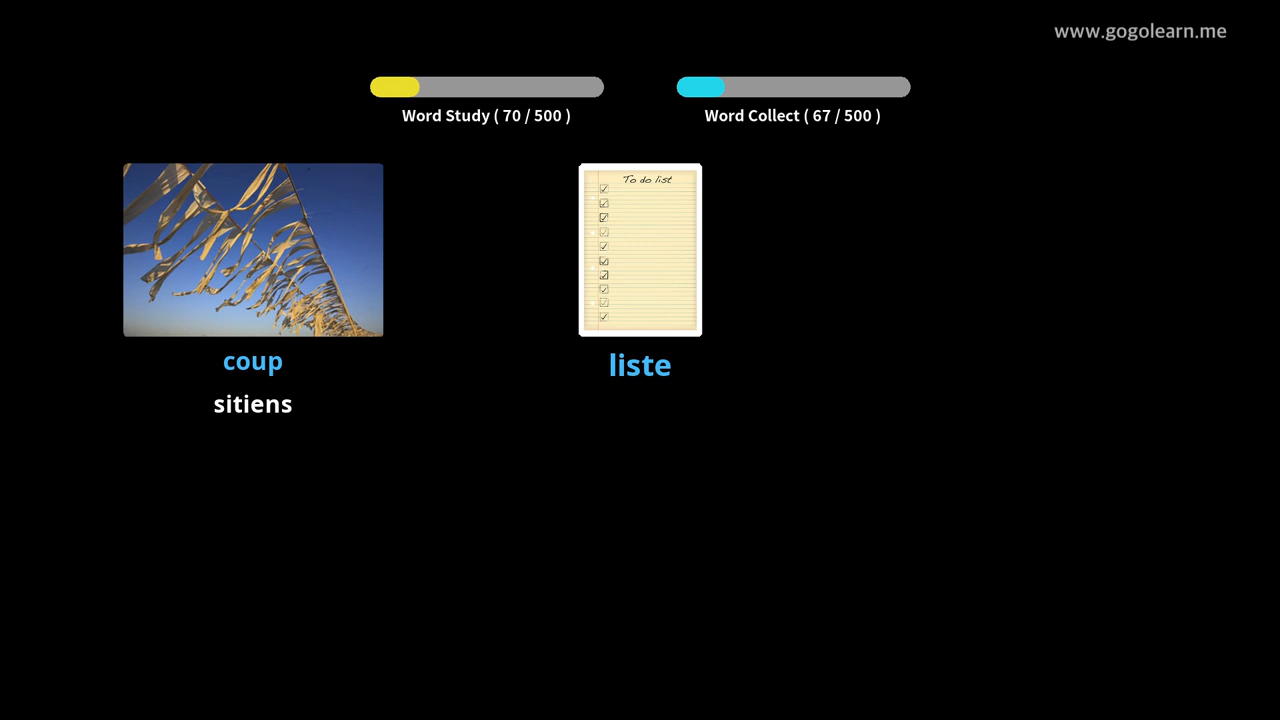 www.gogolearn.me
Word Study ( 70 / 500 )
Word Collect ( 67 / 500 )
To do list
coup
sitiens
liste